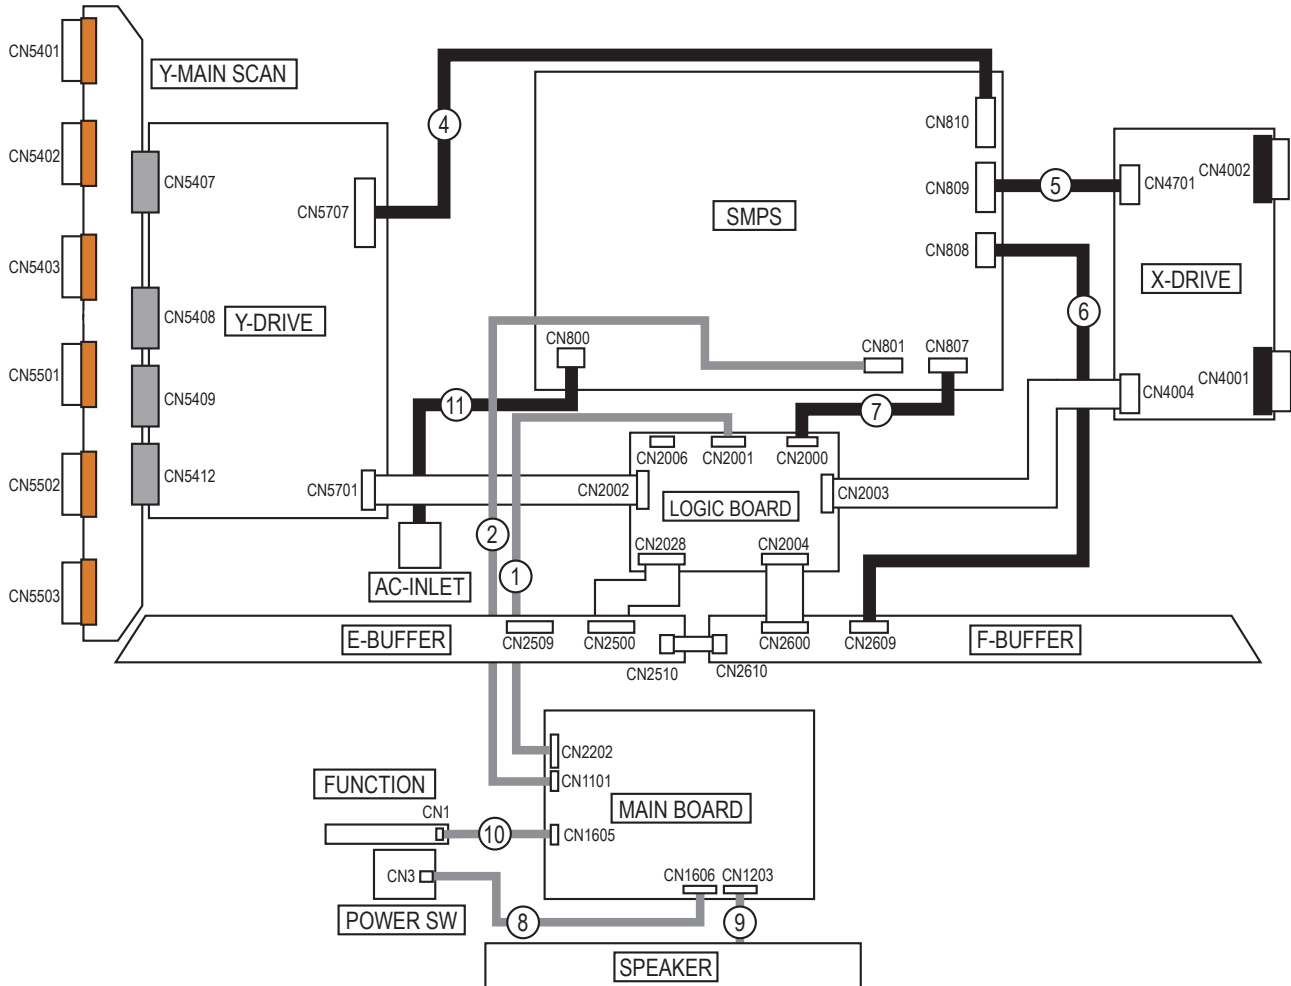 CN5401
Y-MAIN SCAN
CN5402
CN5403
CN5501
CN5502
CN5503
CN5407
CN5408
CN5409
CN5412
Y-DRIVE
CN5707
CN5701
4
SMPS
CN810
CN809
CN808
CN800
CN801
CN807
5
6
CN4701
CN4002
X-DRIVE
CN4004
CN4001
11
7
AC-INLET
2
1
CN2006
CN2001
CN2000
CN2002
CN2003
LOGIC BOARD
CN2028
CN2004
E-BUFFER
CN2509
CN2500
CN2510
CN2610
CN2600
CN2609
F-BUFFER
CN2202
CN1101
MAIN BOARD
CN1605
CN1606
CN1203
FUNCTION
CN1
10
CN3
POWER SW
8
9
SPEAKER